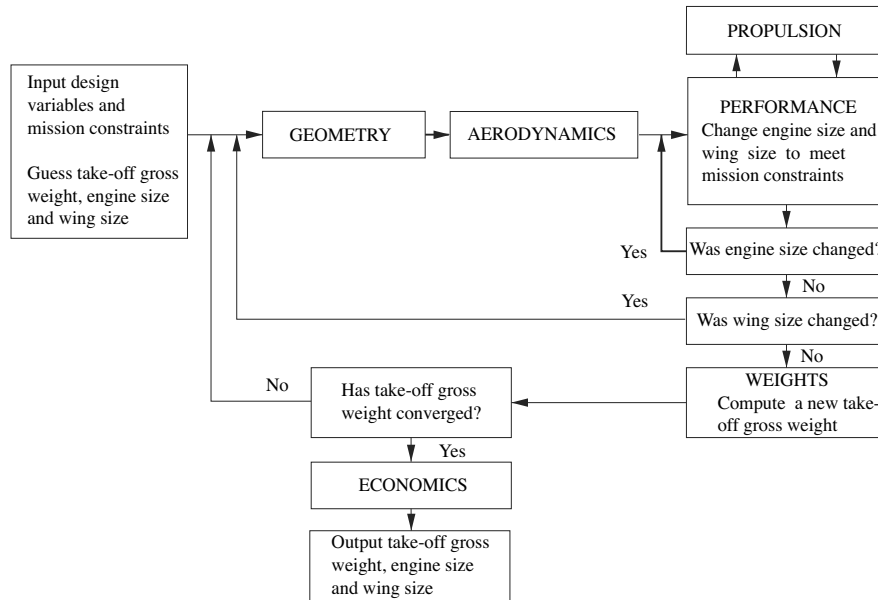 PROPULSION
Input design
variables and
mission constraints
Guess take-off gross
weight, engine size
and wing size
GEOMETRY
AERODYNAMICS
PERFORMANCE
Change engine size and
wing size to meet
mission constraints
Yes
Was engine size changed?
No
Yes
Was wing size changed?
No
WEIGHTS
Compute a new take-
off gross weight
No
Has take-off gross
weight converged?
Yes
ECONOMICS
Output take-off gross
weight, engine size
and wing size